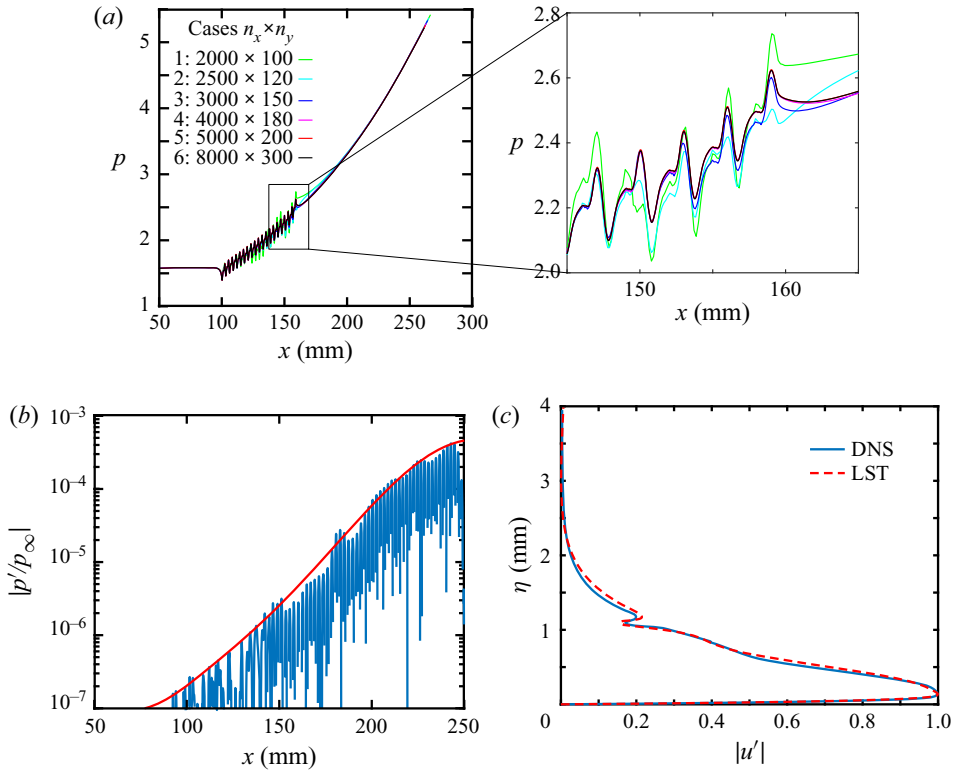 (a)
5
4
3
2
1
p
Cases nx×ny
1: 2000 × 100
2: 2500 × 120
3: 3000 × 150
4: 4000 × 180
5: 5000 × 200
6: 8000 × 300
50 100 150 200 250 300
x (mm)
2.8
2.6
2.4
2.2
2.0
p
150 160
x (mm)
(b)
10⁻³
10⁻⁴
10⁻⁵
10⁻⁶
10⁻⁷
|p′/p∞|
50 100 150 200 250
x (mm)
(c)
4
3
2
1
η (mm)
DNS
LST
0 0.2 0.4 0.6 0.8 1.0
|u′|